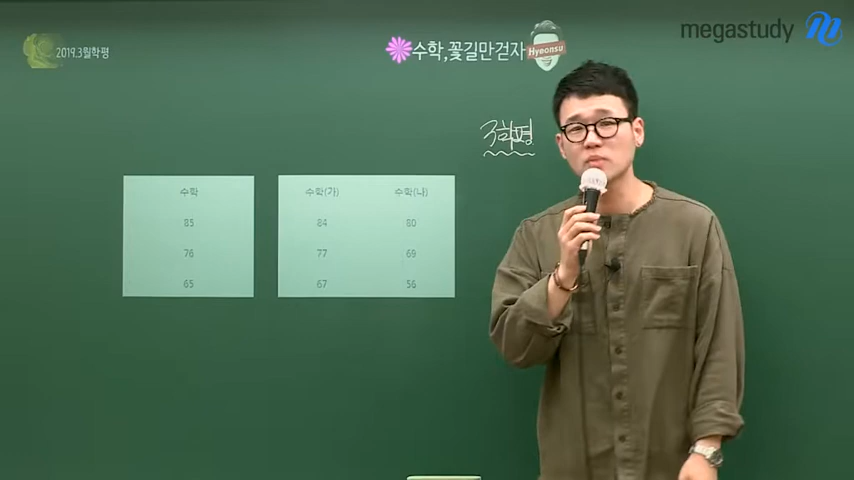 2019.3월학평
수학,꽃길만걷자
Hyeonsu
megastudy
3학평
수학
85
76
65
수학(가) 수학(나)
84 80
77 69
67 56